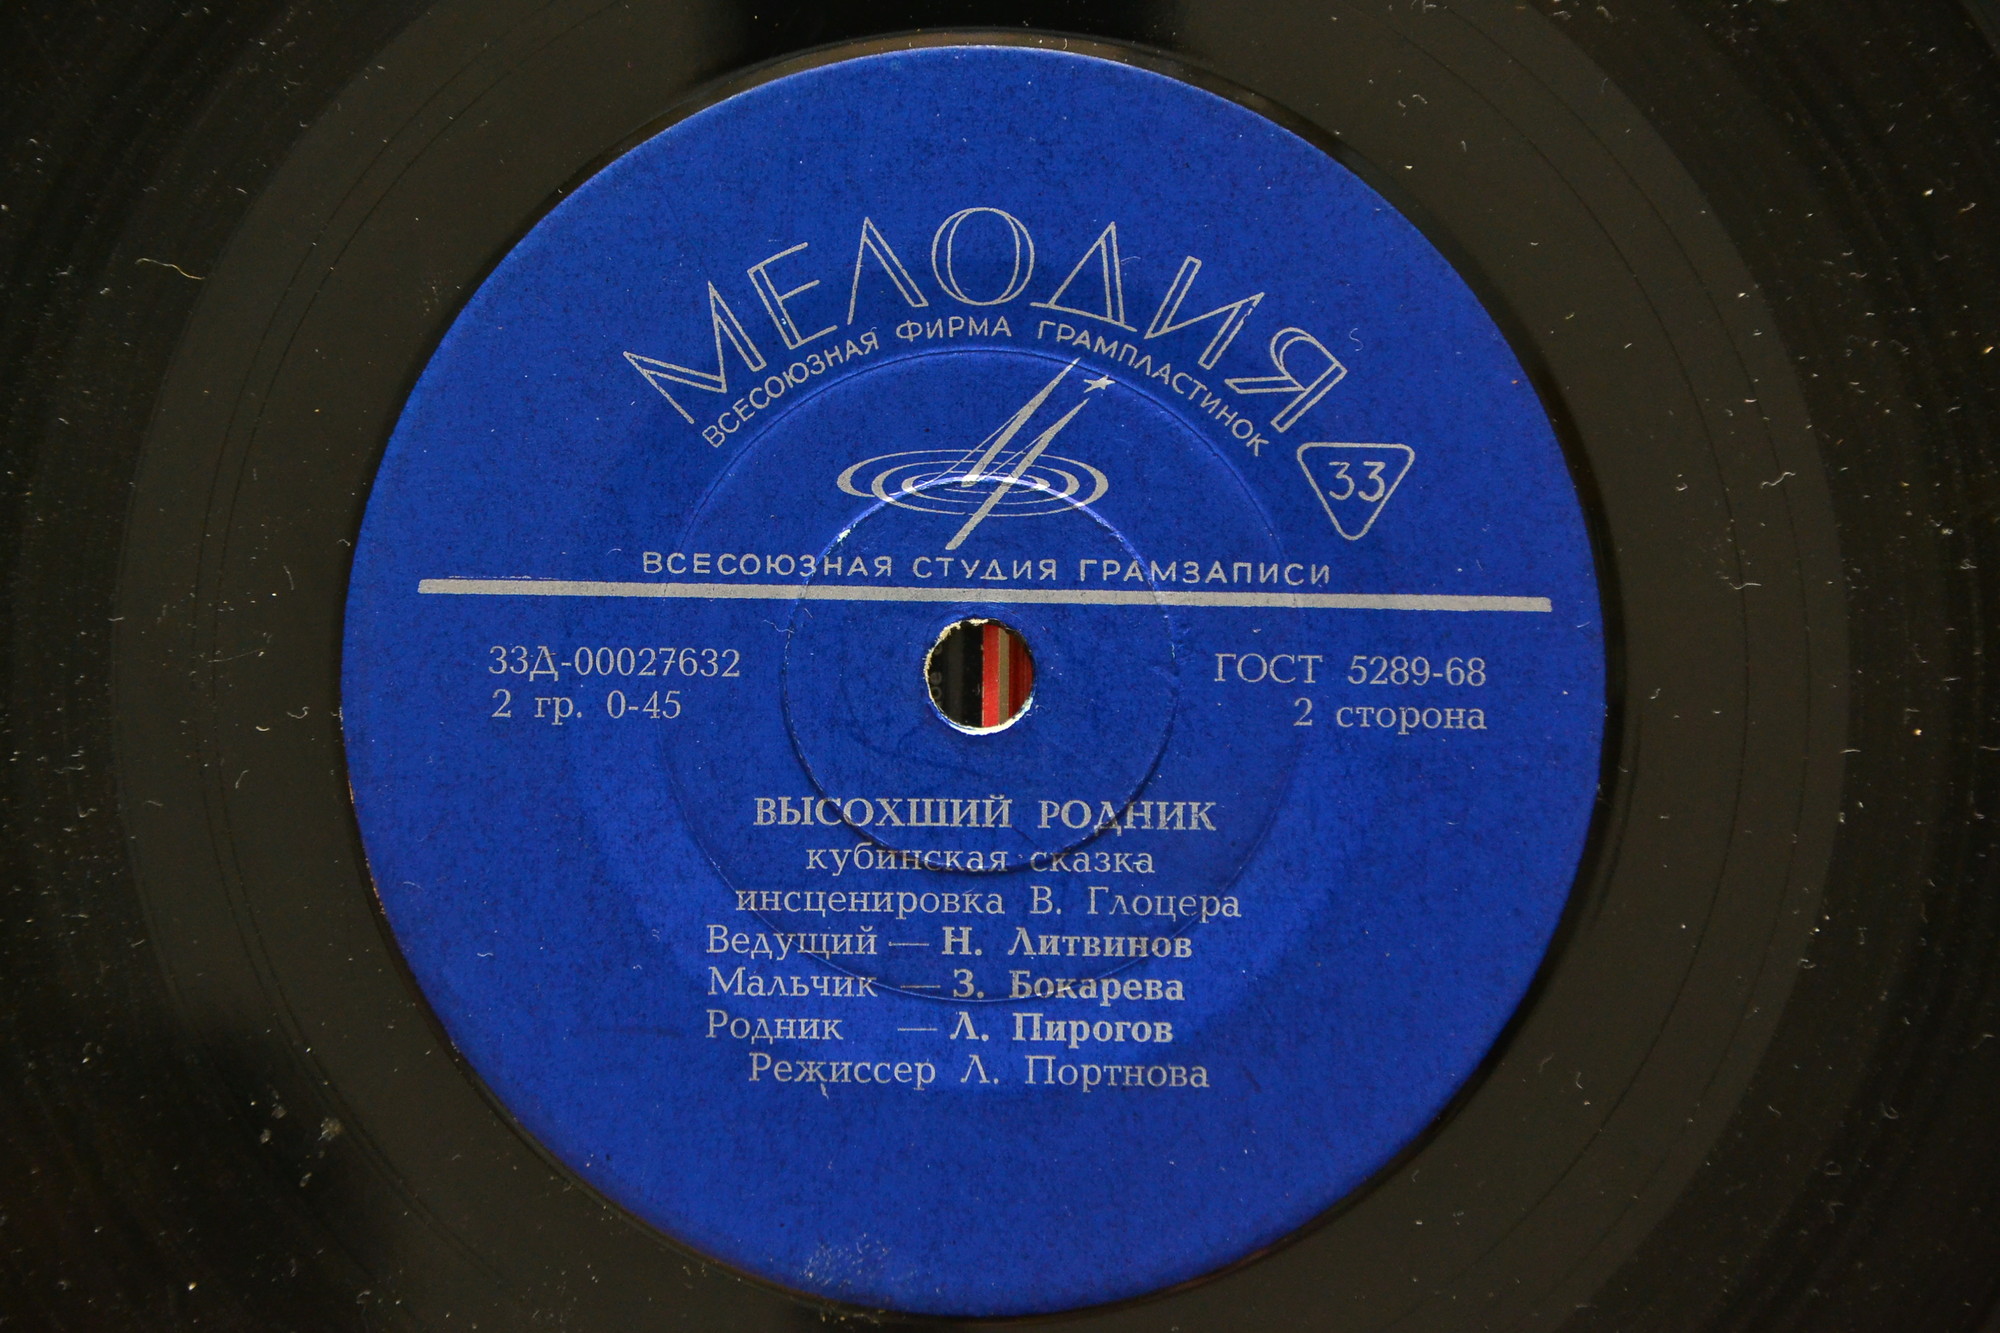 МЕЛОДИЯ
ВСЕСОЮЗНАЯ ФИРМА ГРАМПЛАСТИНОК
33
ВСЕСОЮЗНАЯ СТУДИЯ ГРАМЗАПИСИ
33Д-00027632
2 гр. 0-45
ГОСТ 5289-68
2 сторона
ВЫСОХШИЙ РОДНИК
кубинская сказка
инсценировка В. Глоцера
Ведущий — Н. Литвинов
Мальчик — З. Бокарева
Родник — Л. Пирогов
Режиссер Л. Портнова